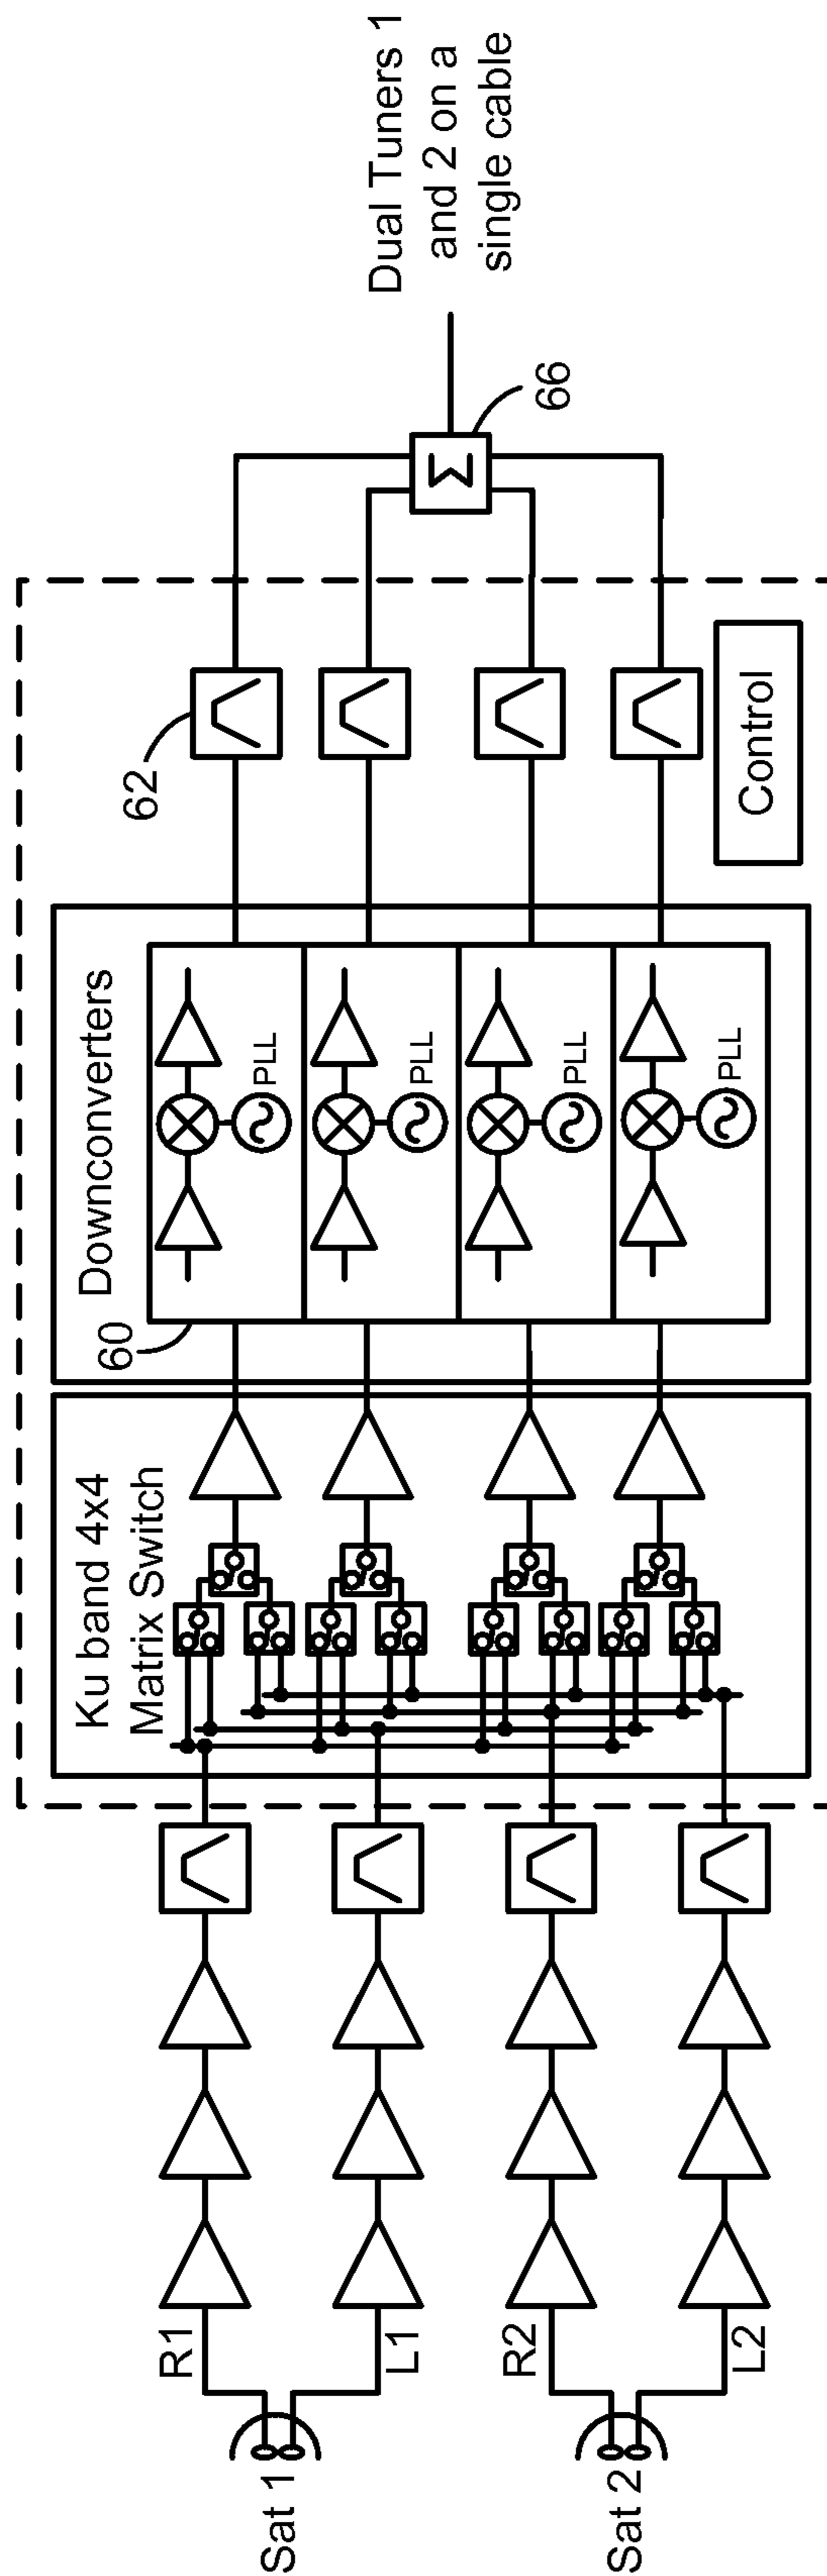 Sat 1
R1
L1
Sat 2
R2
L2
Ku band 4x4
Matrix Switch
Downconverters
60
PLL
PLL
PLL
PLL
62
Control
66
Σ
Dual Tuners 1
and 2 on a
single cable